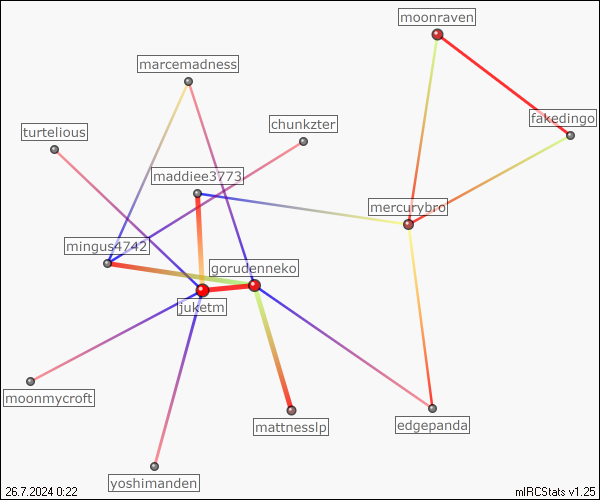 moonraven
marcemadness
fakedingo
chunkzter
turtelious
maddiee3773
mercurybro
mingus4742
gorudenneko
juketm
moonmycroft
mattnesslp
edgepanda
yoshimanden
26.7.2024 0:22
mIRCStats v1.25